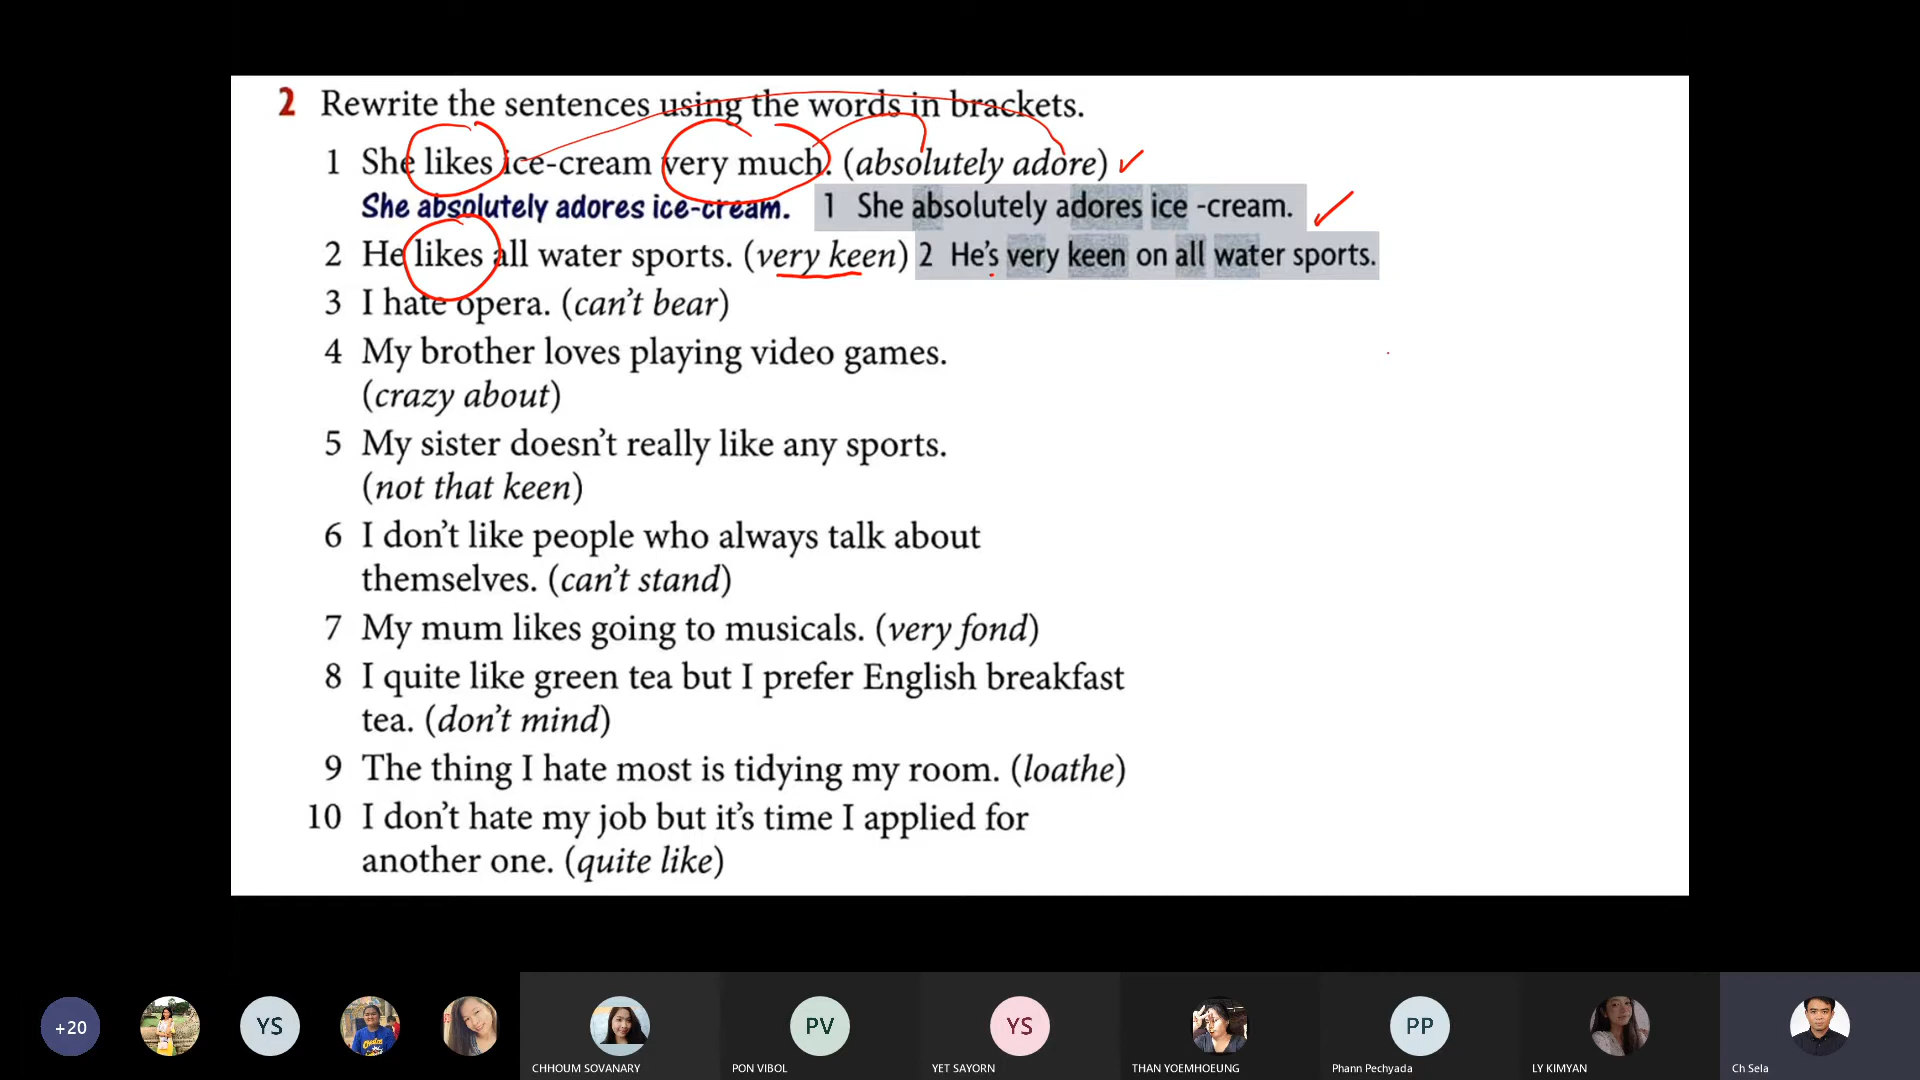 2 Rewrite the sentences using the words in brackets.
1 She likes ice-cream very much. (absolutely adore)
She absolutely adores ice-cream. 1 She absolutely adores ice -cream.
2 He likes all water sports. (very keen) 2 He’s very keen on all water sports.
3 I hate opera. (can’t bear)
4 My brother loves playing video games.
(crazy about)
5 My sister doesn’t really like any sports.
(not that keen)
6 I don’t like people who always talk about
themselves. (can’t stand)
7 My mum likes going to musicals. (very fond)
8 I quite like green tea but I prefer English breakfast
tea. (don’t mind)
9 The thing I hate most is tidying my room. (loathe)
10 I don’t hate my job but it’s time I applied for
another one. (quite like)
+20 YS PV YS PP
CHHOUM SOVANARY PON VIBOL YET SAYORN THAN YOEMHOEUNG Phann Pechyada LY KIMYAN Ch Sela